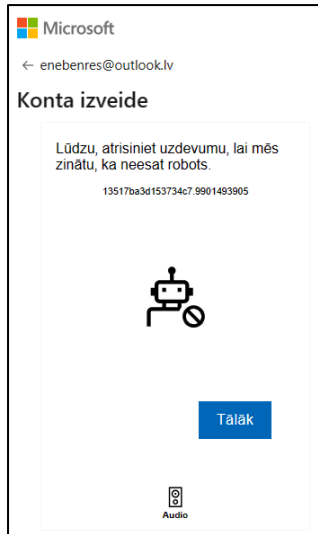 Microsoft
← enebenres@outlook.lv
Konta izveide
Lūdzu, atrisiniet uzdevumu, lai mēs
zinātu, ka neesat robots.
13517ba3d153734c7.9901493905
Tālāk
Audio